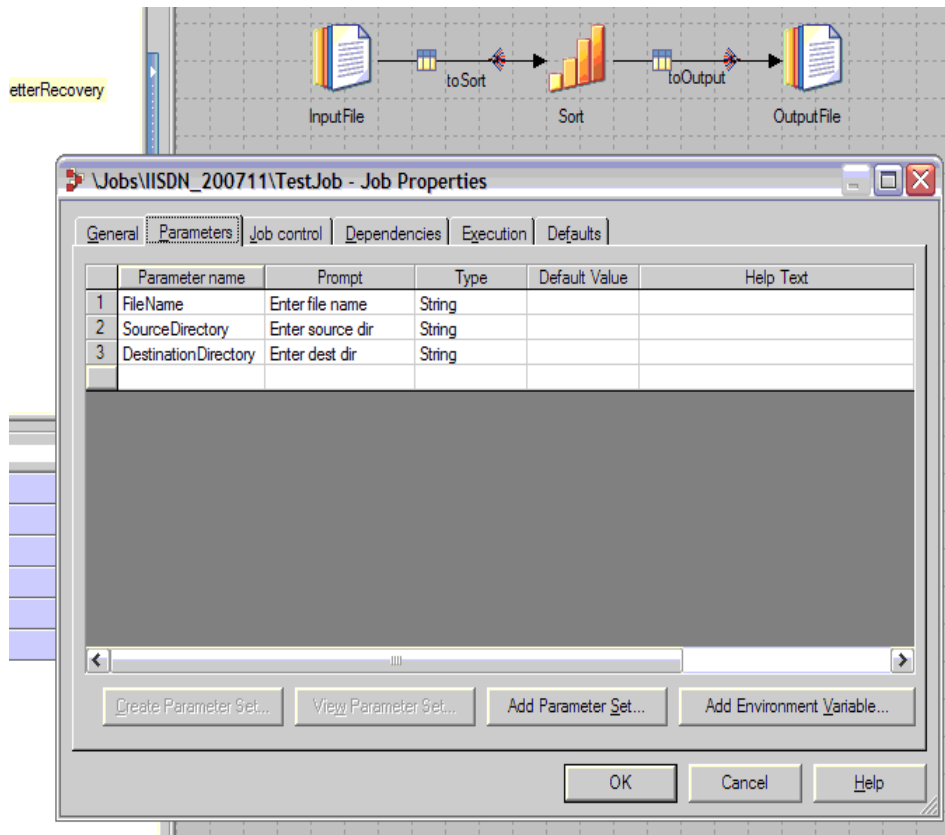 etterRecovery
toSort
toOutput
InputFile
Sort
OutputFile
\Jobs\IISDN_200711\TestJob - Job Properties
General Parameters Job control Dependencies Execution Defaults
Parameter name Prompt Type Default Value Help Text
1 FileName Enter file name String
2 SourceDirectory Enter source dir String
3 DestinationDirectory Enter dest dir String
Create Parameter Set... View Parameter Set... Add Parameter Set... Add Environment Variable...
OK Cancel Help